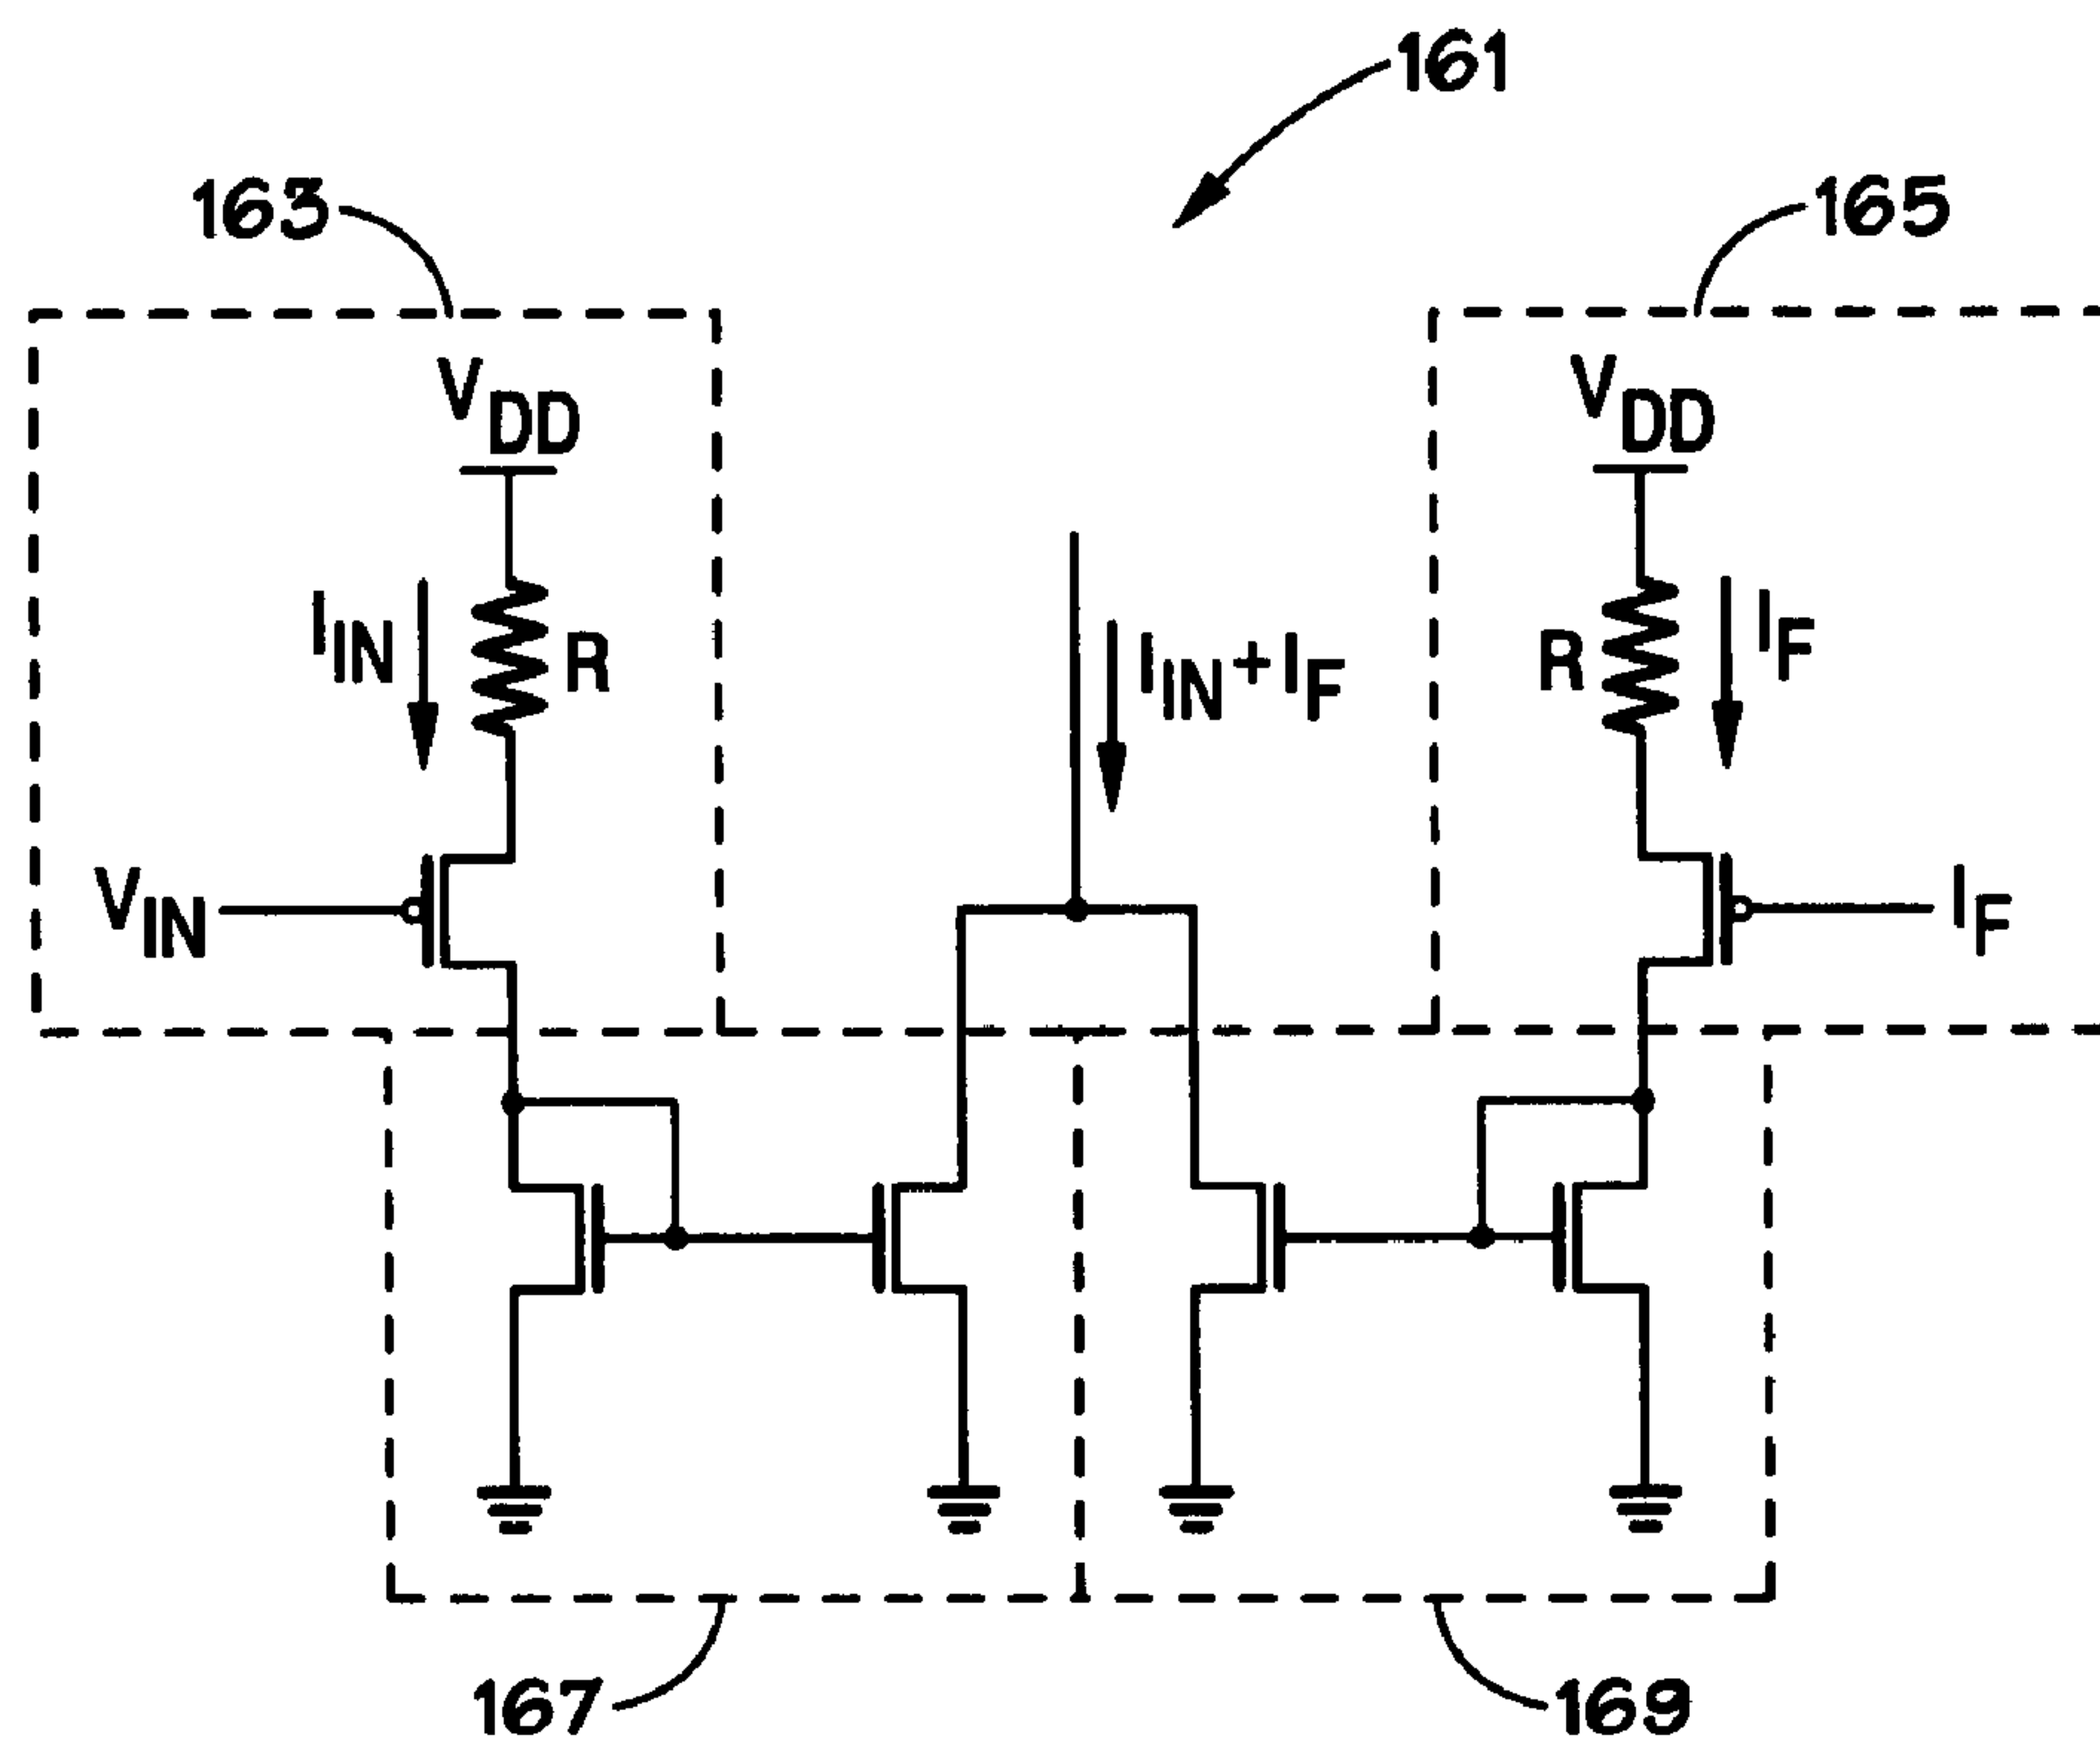 161
163
165
VDD
VDD
IIN
R
IIN+IF
R
IF
VIN
IF
167
169